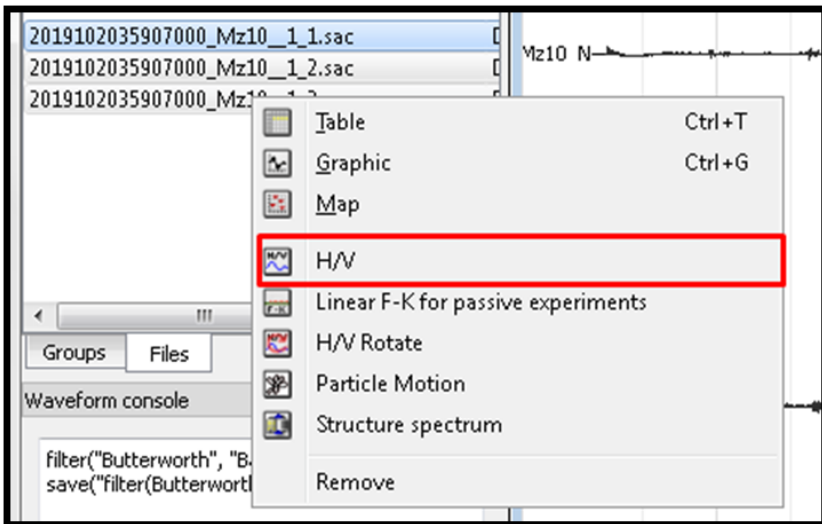 2019102035907000_Mz10__1_1.sac
2019102035907000_Mz10__1_2.sac
2019102035907000_Mz10__1_3
Mz10 N
Table Ctrl+T
Graphic Ctrl+G
Map
H/V
Linear F-K for passive experiments
H/V Rotate
Particle Motion
Structure spectrum
Remove
Groups Files
Waveform console
filter("Butterworth", "B
save("filter(Butterwort